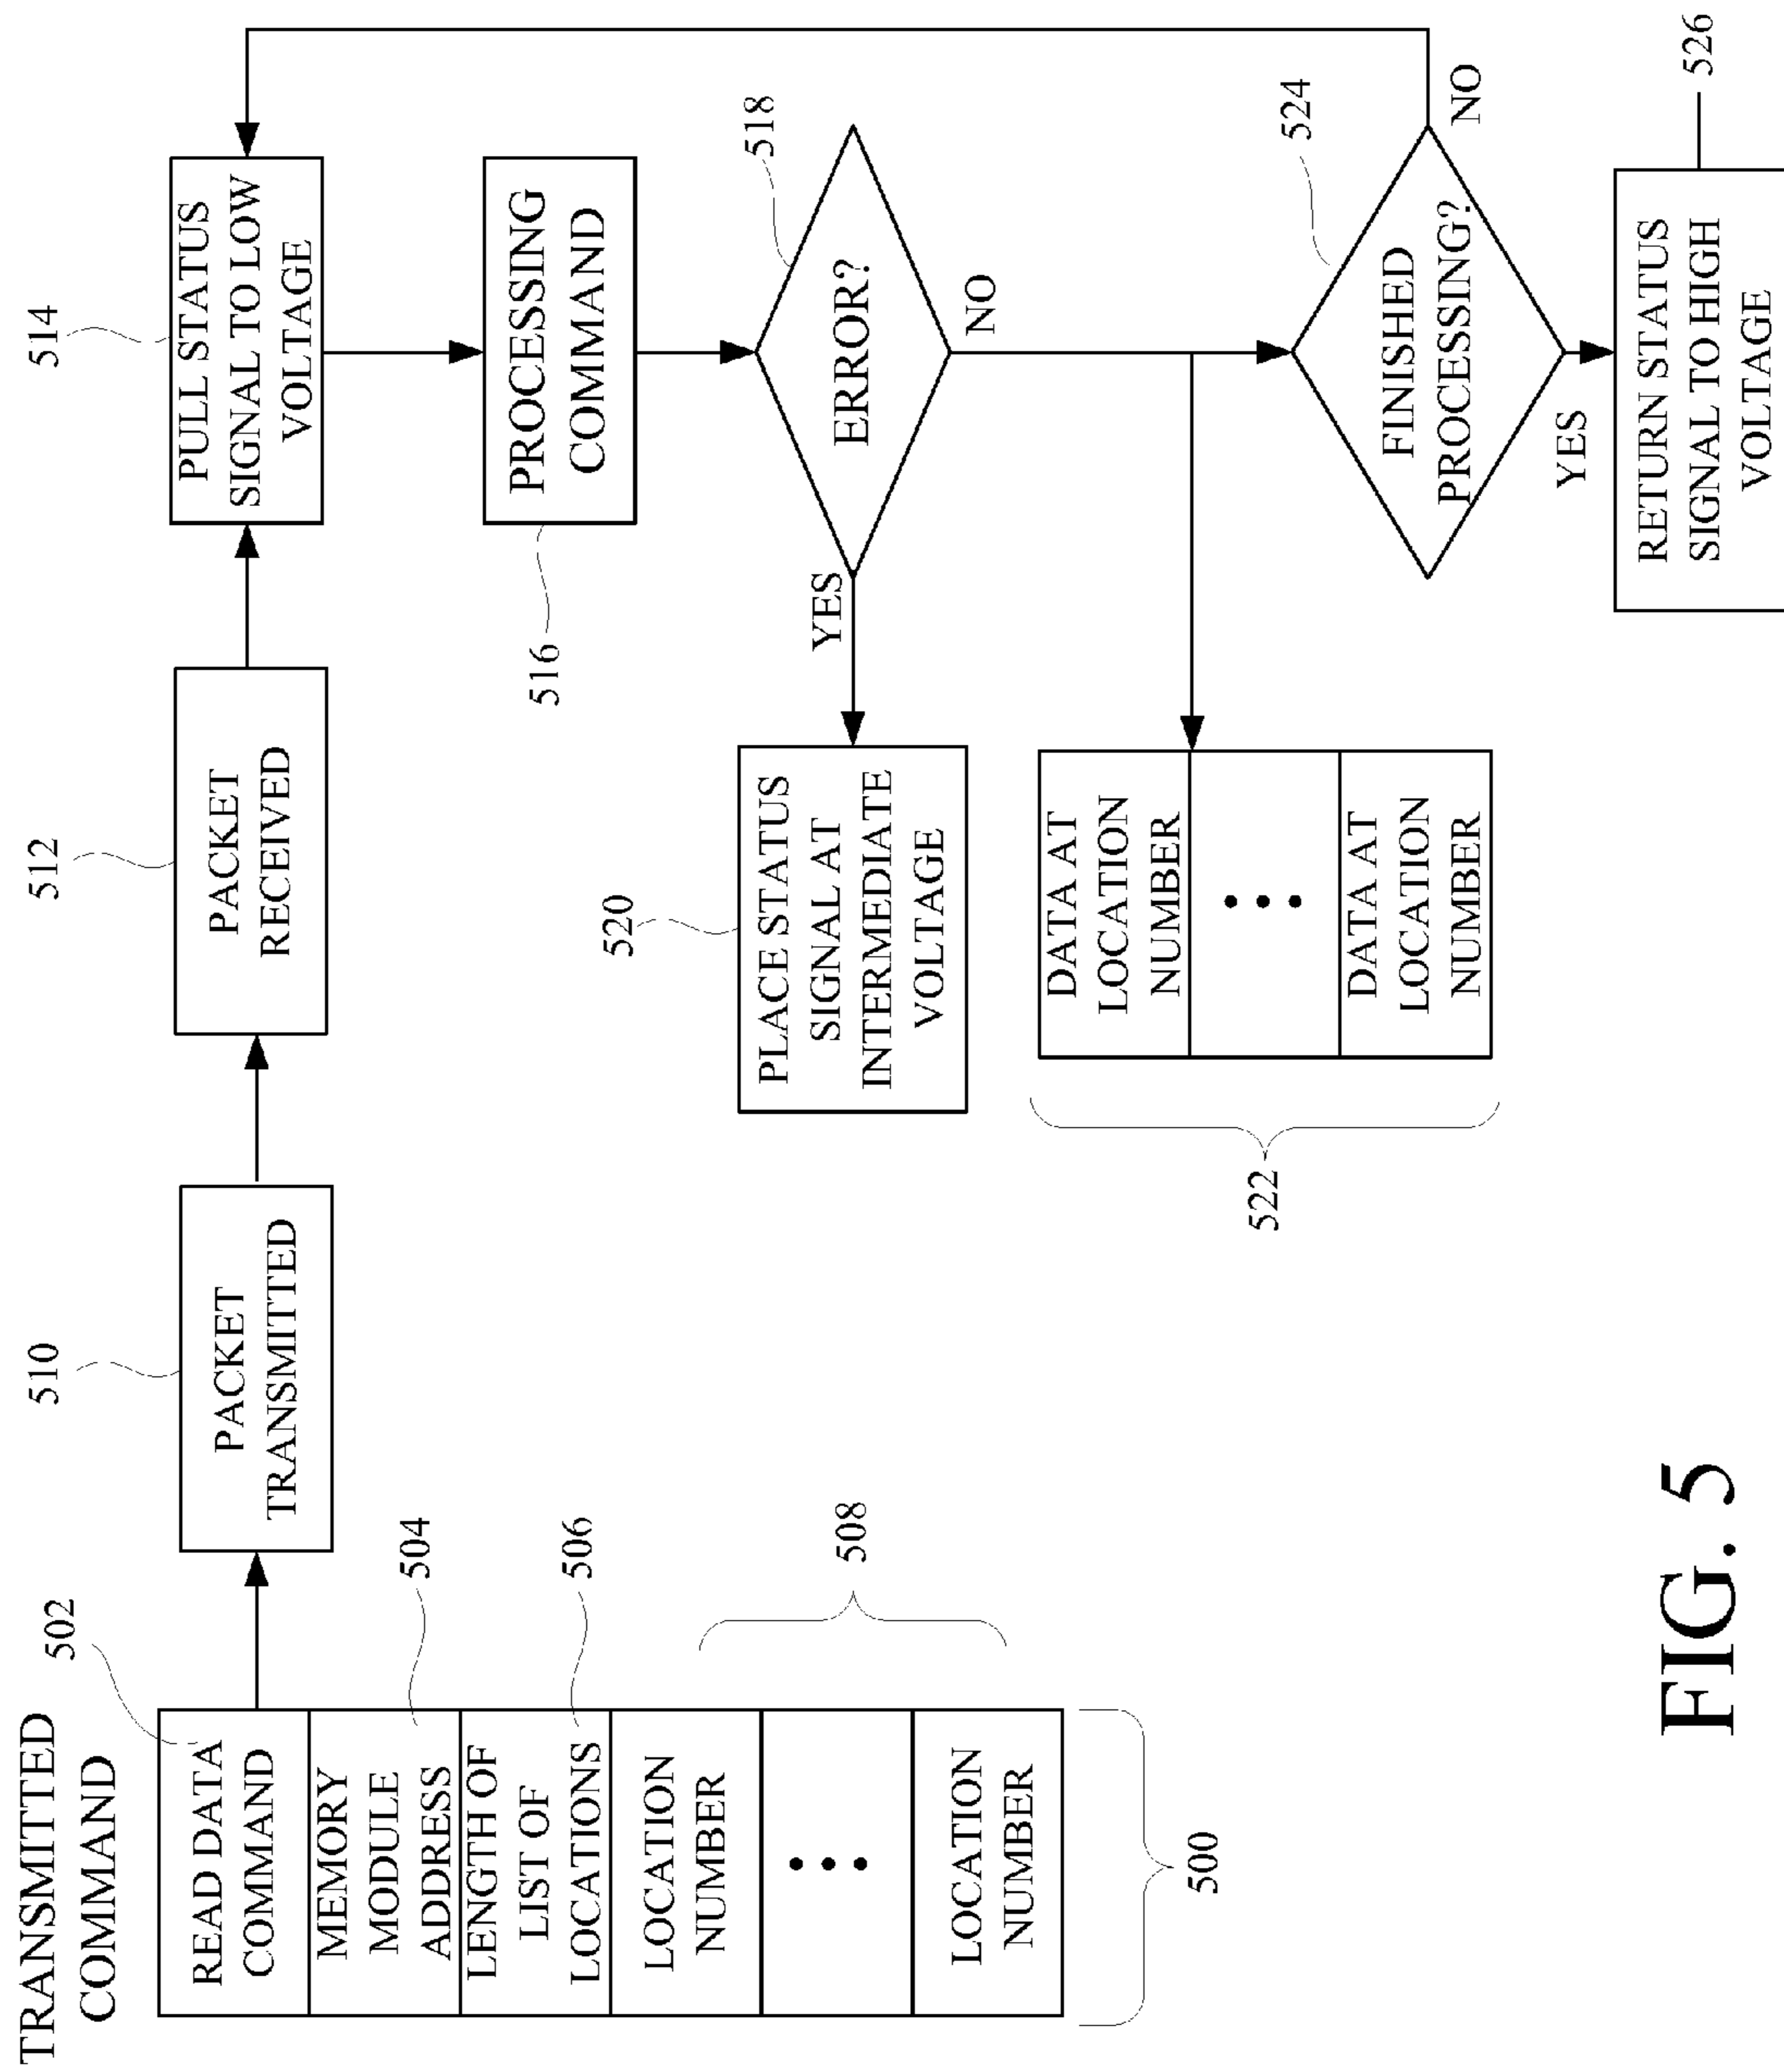 TRANSMITTED
COMMAND
502
READ DATA
COMMAND
MEMORY
MODULE
ADDRESS
504
LENGTH OF
LIST OF
LOCATIONS
506
LOCATION
NUMBER
LOCATION
NUMBER
508
500
510
PACKET
TRANSMITTED
512
PACKET
RECEIVED
514
PULL STATUS
SIGNAL TO LOW
VOLTAGE
516
PROCESSING
COMMAND
518
ERROR?
YES
NO
520
PLACE STATUS
SIGNAL AT
INTERMEDIATE
VOLTAGE
522
DATA AT
LOCATION
NUMBER
DATA AT
LOCATION
NUMBER
524
FINISHED
PROCESSING?
NO
YES
RETURN STATUS
SIGNAL TO HIGH
VOLTAGE
526
FIG. 5